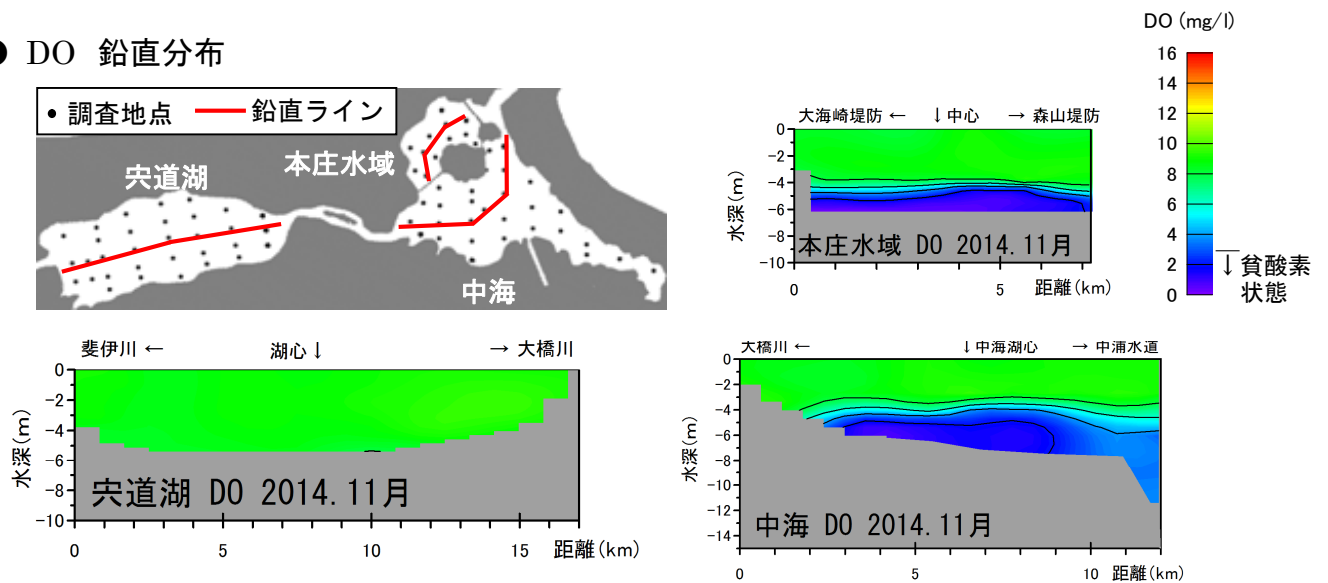 ● DO 鉛直分布
• 調査地点 鉛直ライン
宍道湖
本庄水域
中海
DO (mg/l)
16
14
12
10
8
6
4
2
0
↓貧酸素
状態
大海崎堤防 ← ↓中心 → 森山堤防
水深(m)
0
-2
-4
-6
-8
-10
本庄水域 DO 2014.11月
0 5 距離(km)
斐伊川 ← 湖心↓ → 大橋川
水深(m)
0
-2
-4
-6
-8
-10
宍道湖 DO 2014.11月
0 5 10 15 距離(km)
大橋川 ← ↓中海湖心 → 中浦水道
水深(m)
0
-2
-4
-6
-8
-10
-12
-14
中海 DO 2014.11月
0 5 10 距離(km)